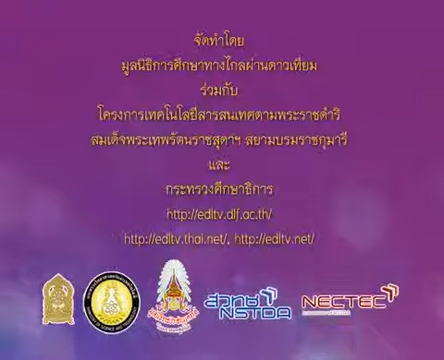 จัดทำโดย
มูลนิธิการศึกษาทางไกลผ่านดาวเทียม
ร่วมกับ
โครงการเทคโนโลยีสารสนเทศตามพระราชดำริ
สมเด็จพระเทพรัตนราชสุดาฯ สยามบรมราชกุมารี
และ
กระทรวงศึกษาธิการ
http://edltv.dlf.ac.th/
http://edltv.thai.net/, http://edltv.net/
สวทช NSTDA NECTEC